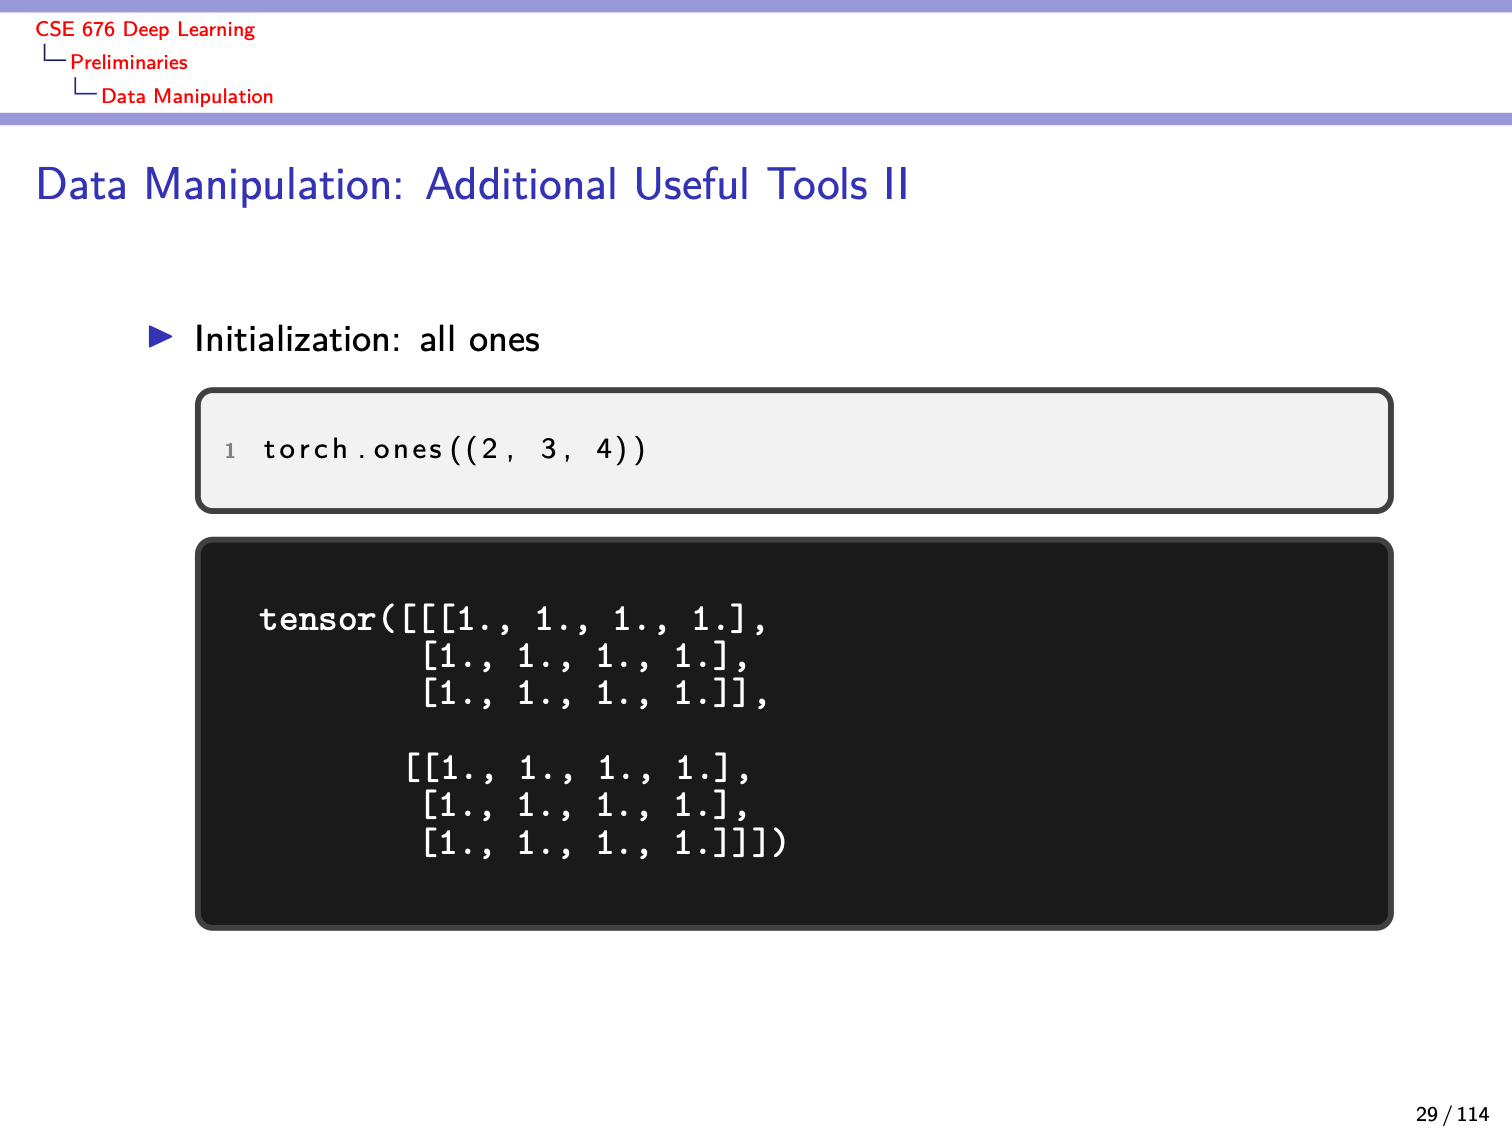 CSE 676 Deep Learning
Preliminaries
Data Manipulation
Data Manipulation: Additional Useful Tools II
Initialization: all ones
1 torch.ones((2, 3, 4))
tensor([[[1., 1., 1., 1.],
[1., 1., 1., 1.],
[1., 1., 1., 1.]],
[[1., 1., 1., 1.],
[1., 1., 1., 1.],
[1., 1., 1., 1.]]])
29 / 114